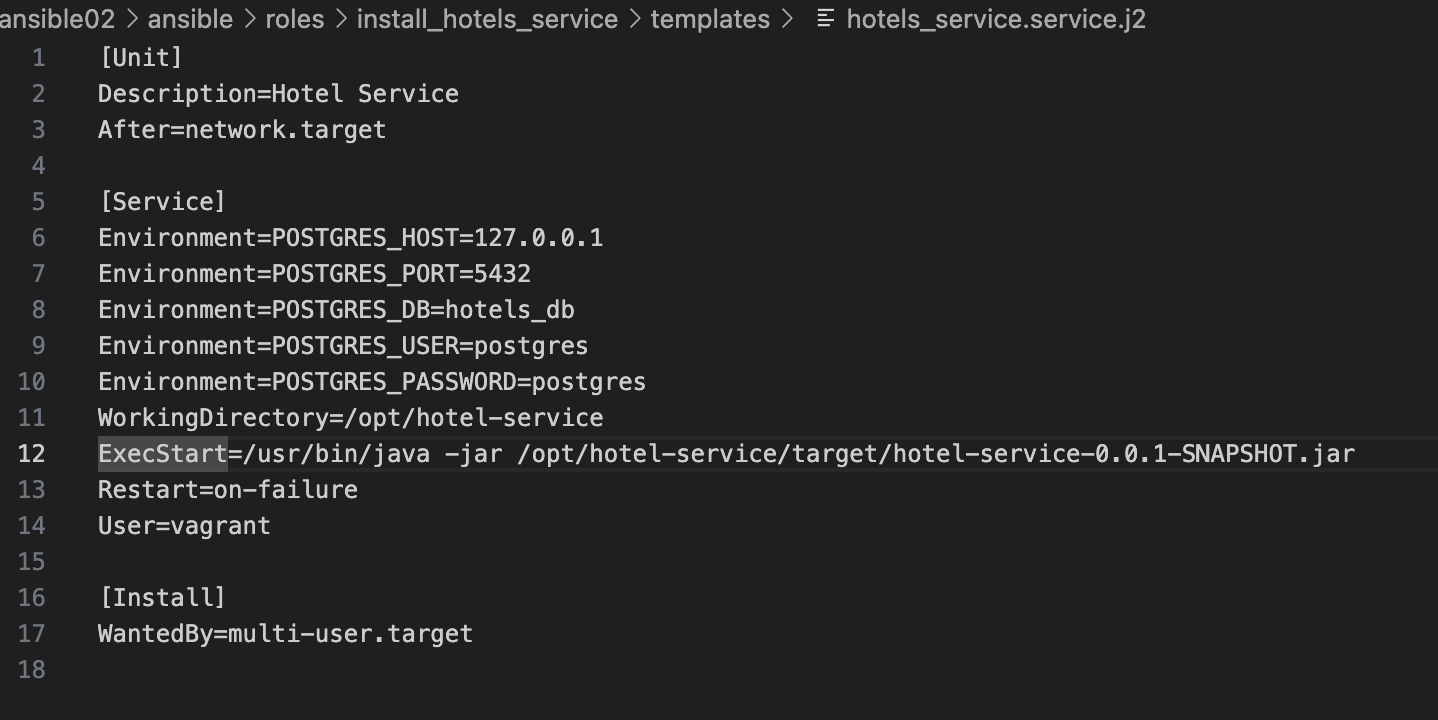 ansible02 > ansible > roles > install_hotels_service > templates > hotels_service.service.j2
1 [Unit]
2 Description=Hotel Service
3 After=network.target
4
5 [Service]
6 Environment=POSTGRES_HOST=127.0.0.1
7 Environment=POSTGRES_PORT=5432
8 Environment=POSTGRES_DB=hotels_db
9 Environment=POSTGRES_USER=postgres
10 Environment=POSTGRES_PASSWORD=postgres
11 WorkingDirectory=/opt/hotel-service
12 ExecStart=/usr/bin/java -jar /opt/hotel-service/target/hotel-service-0.0.1-SNAPSHOT.jar
13 Restart=on-failure
14 User=vagrant
15
16 [Install]
17 WantedBy=multi-user.target
18